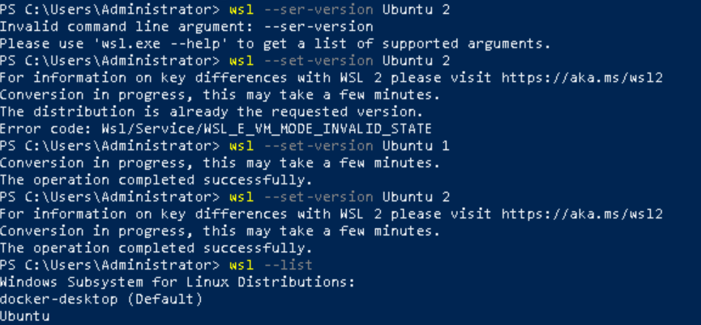 PS C:\Users\Administrator> wsl --ser-version Ubuntu 2
Invalid command line argument: --ser-version
Please use 'wsl.exe --help' to get a list of supported arguments.
PS C:\Users\Administrator> wsl --set-version Ubuntu 2
For information on key differences with WSL 2 please visit https://aka.ms/wsl2
Conversion in progress, this may take a few minutes.
The distribution is already the requested version.
Error code: Wsl/Service/WSL_E_VM_MODE_INVALID_STATE
PS C:\Users\Administrator> wsl --set-version Ubuntu 1
Conversion in progress, this may take a few minutes.
The operation completed successfully.
PS C:\Users\Administrator> wsl --set-version Ubuntu 2
For information on key differences with WSL 2 please visit https://aka.ms/wsl2
Conversion in progress, this may take a few minutes.
The operation completed successfully.
PS C:\Users\Administrator> wsl --list
Windows Subsystem for Linux Distributions:
docker-desktop (Default)
Ubuntu